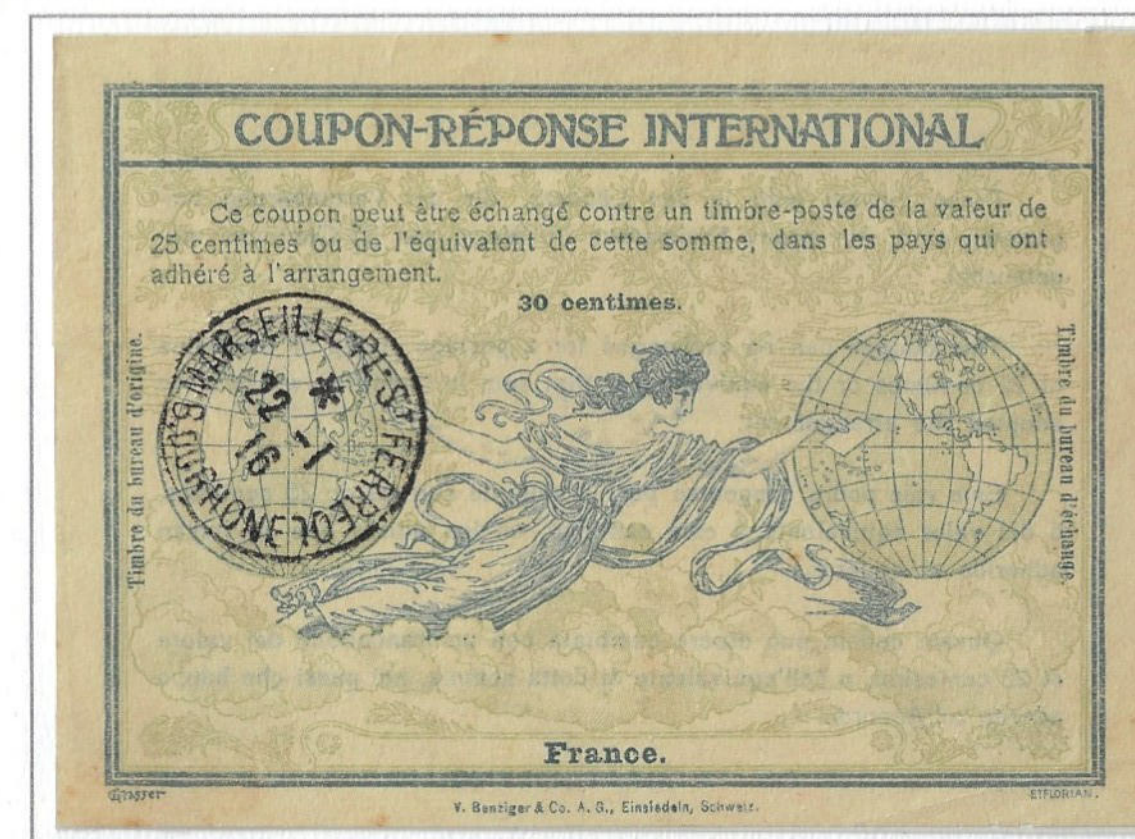 COUPON-RÉPONSE INTERNATIONAL
Ce coupon peut être échangé contre un timbre-poste de la valeur de
25 centimes ou de l'équivalent de cette somme, dans les pays qui ont
adhéré à l'arrangement.
30 centimes.
Timbre du bureau d'origine.
MARSEILLE-PL-ST FERREOL
BCHES DU RHONE
22 -1
16
Timbre du bureau d'échange.
France.
Grasset
V. Benziger & Co. A. G., Einsiedeln, Schweiz.
ST FLORIAN.